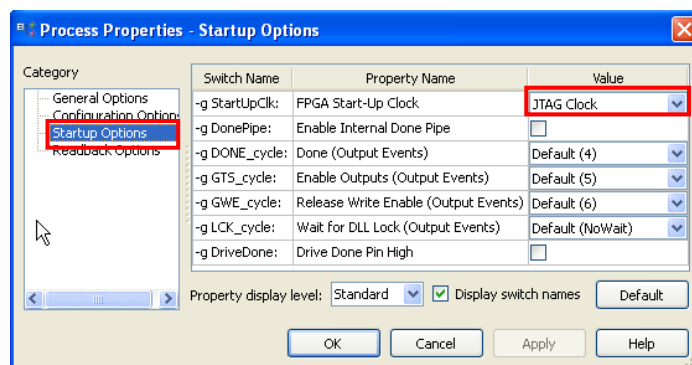 Process Properties - Startup Options
Category
General Options
Configuration Options
Startup Options
Readback Options
Switch Name Property Name Value
-g StartUpClk: FPGA Start-Up Clock JTAG Clock
-g DonePipe: Enable Internal Done Pipe
-g DONE_cycle: Done (Output Events) Default (4)
-g GTS_cycle: Enable Outputs (Output Events) Default (5)
-g GWE_cycle: Release Write Enable (Output Events) Default (6)
-g LCK_cycle: Wait for DLL Lock (Output Events) Default (NoWait)
-g DriveDone: Drive Done Pin High
Property display level: Standard Display switch names Default
OK Cancel Apply Help